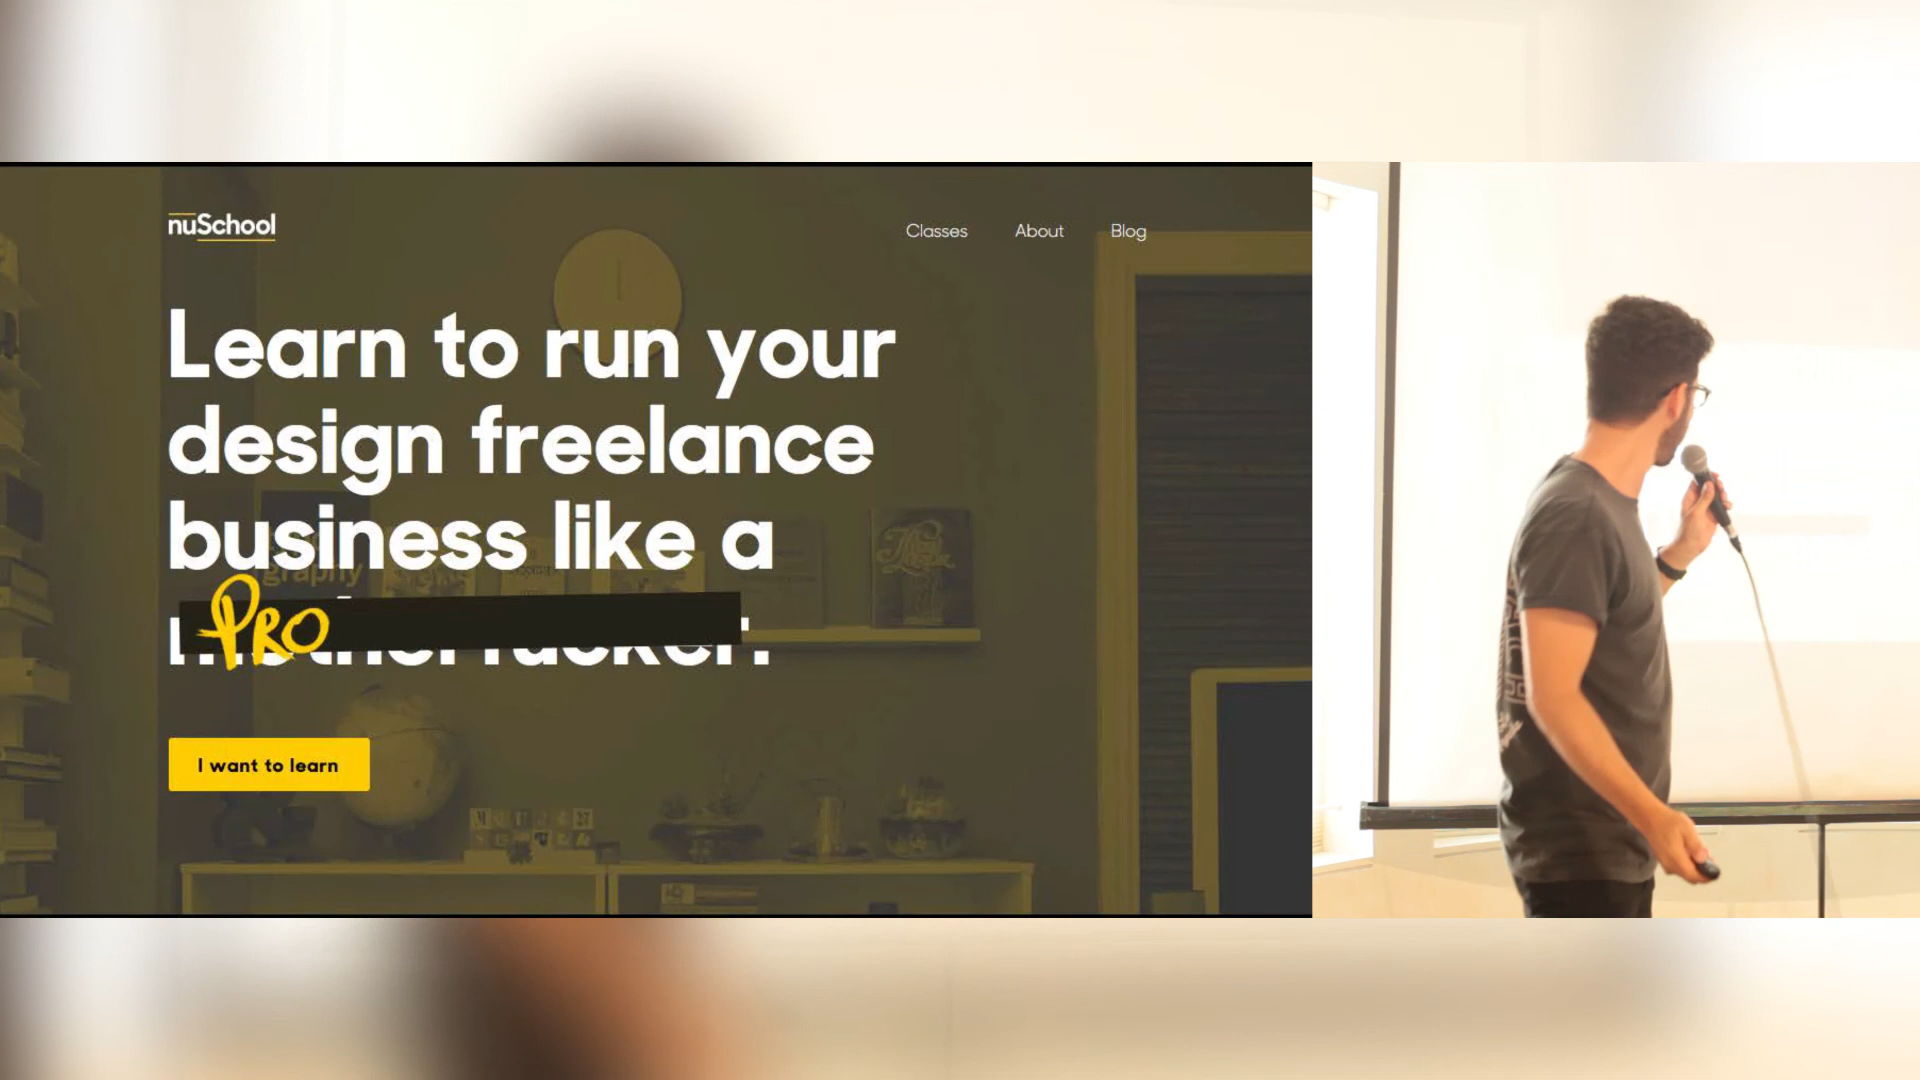 nuSchool
Classes
About
Blog
Learn to run your
design freelance
business like a
PRO
I want to learn